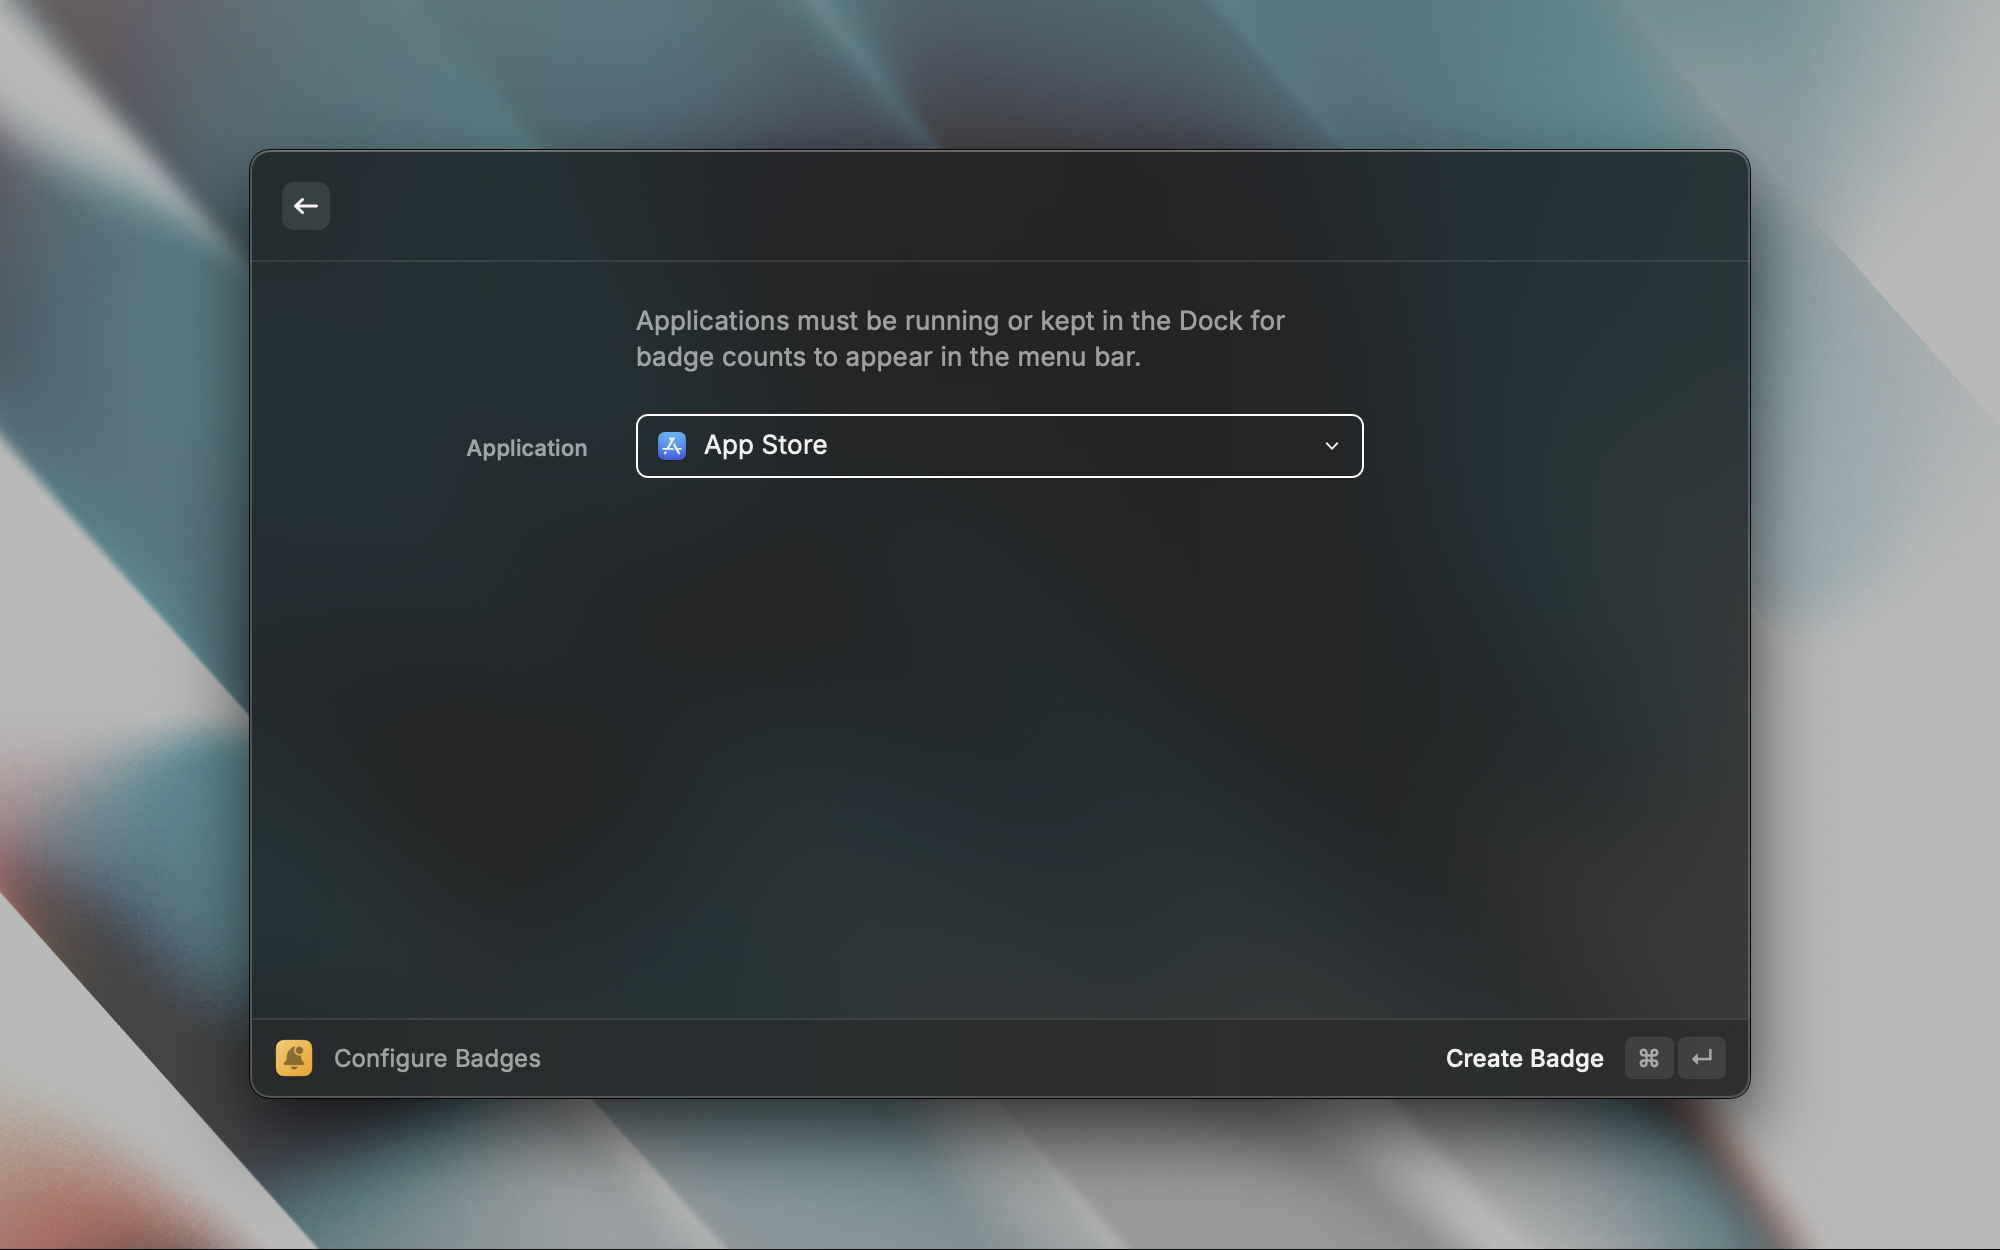 Applications must be running or kept in the Dock for
badge counts to appear in the menu bar.
Application
App Store
Configure Badges
Create Badge ⌘ ↵